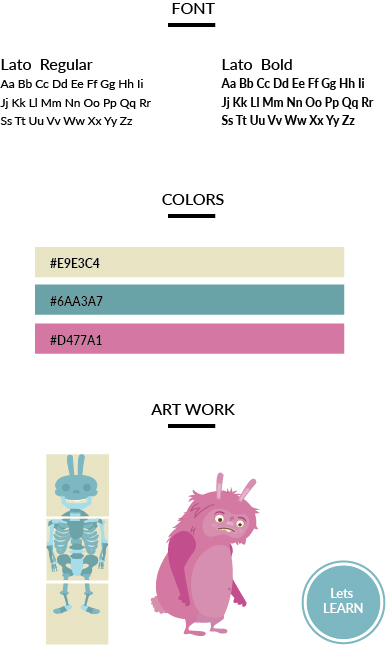 FONT
Lato Regular
Aa Bb Cc Dd Ee Ff Gg Hh Ii
Jj Kk Ll Mm Nn Oo Pp Qq Rr
Ss Tt Uu Vv Ww Xx Yy Zz
Lato Bold
Aa Bb Cc Dd Ee Ff Gg Hh Ii
Jj Kk Ll Mm Nn Oo Pp Qq Rr
Ss Tt Uu Vv Ww Xx Yy Zz
COLORS
#E9E3C4
#6AA3A7
#D477A1
ART WORK
Lets
LEARN